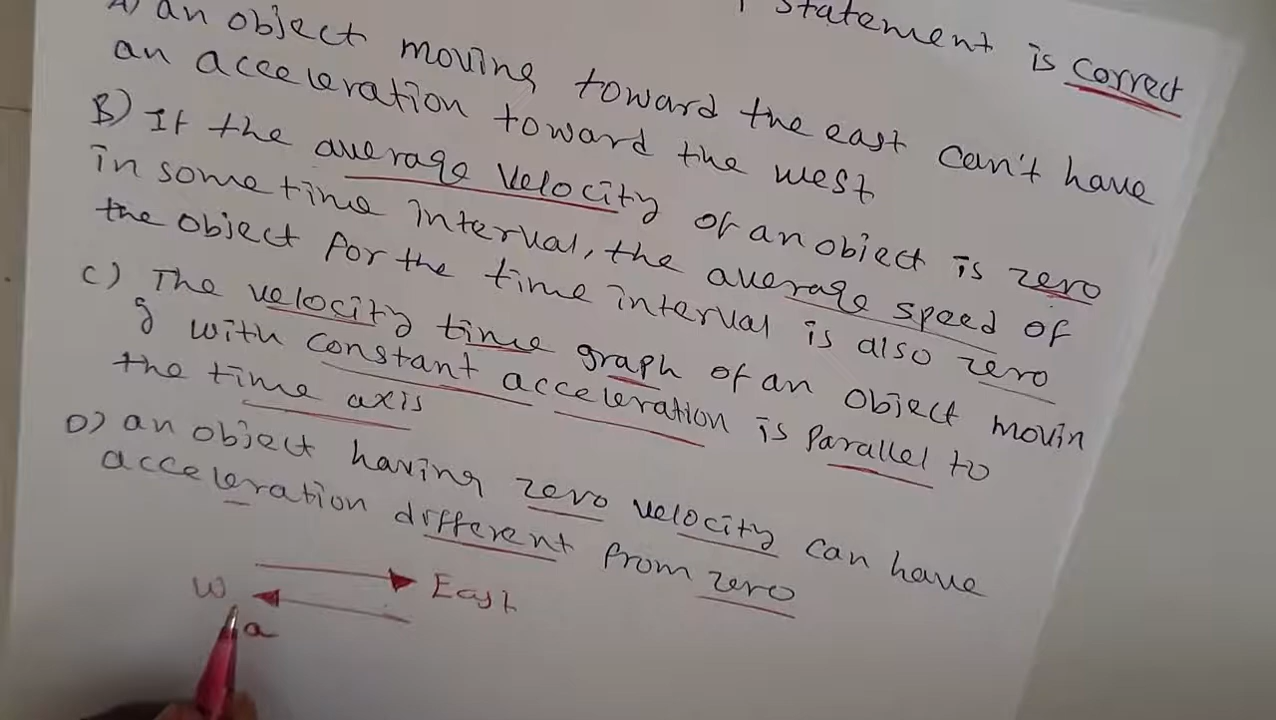 statement is correct
A) an object moving toward the east can't have
an acceleration toward the west
B) If the average velocity of an object is zero
in some time interval, the average speed of
the object for the time interval is also zero
C) The velocity time graph of an object movin
g with constant acceleration is parallel to
the time axis
D) an object having zero velocity can have
acceleration different from zero
W East
a